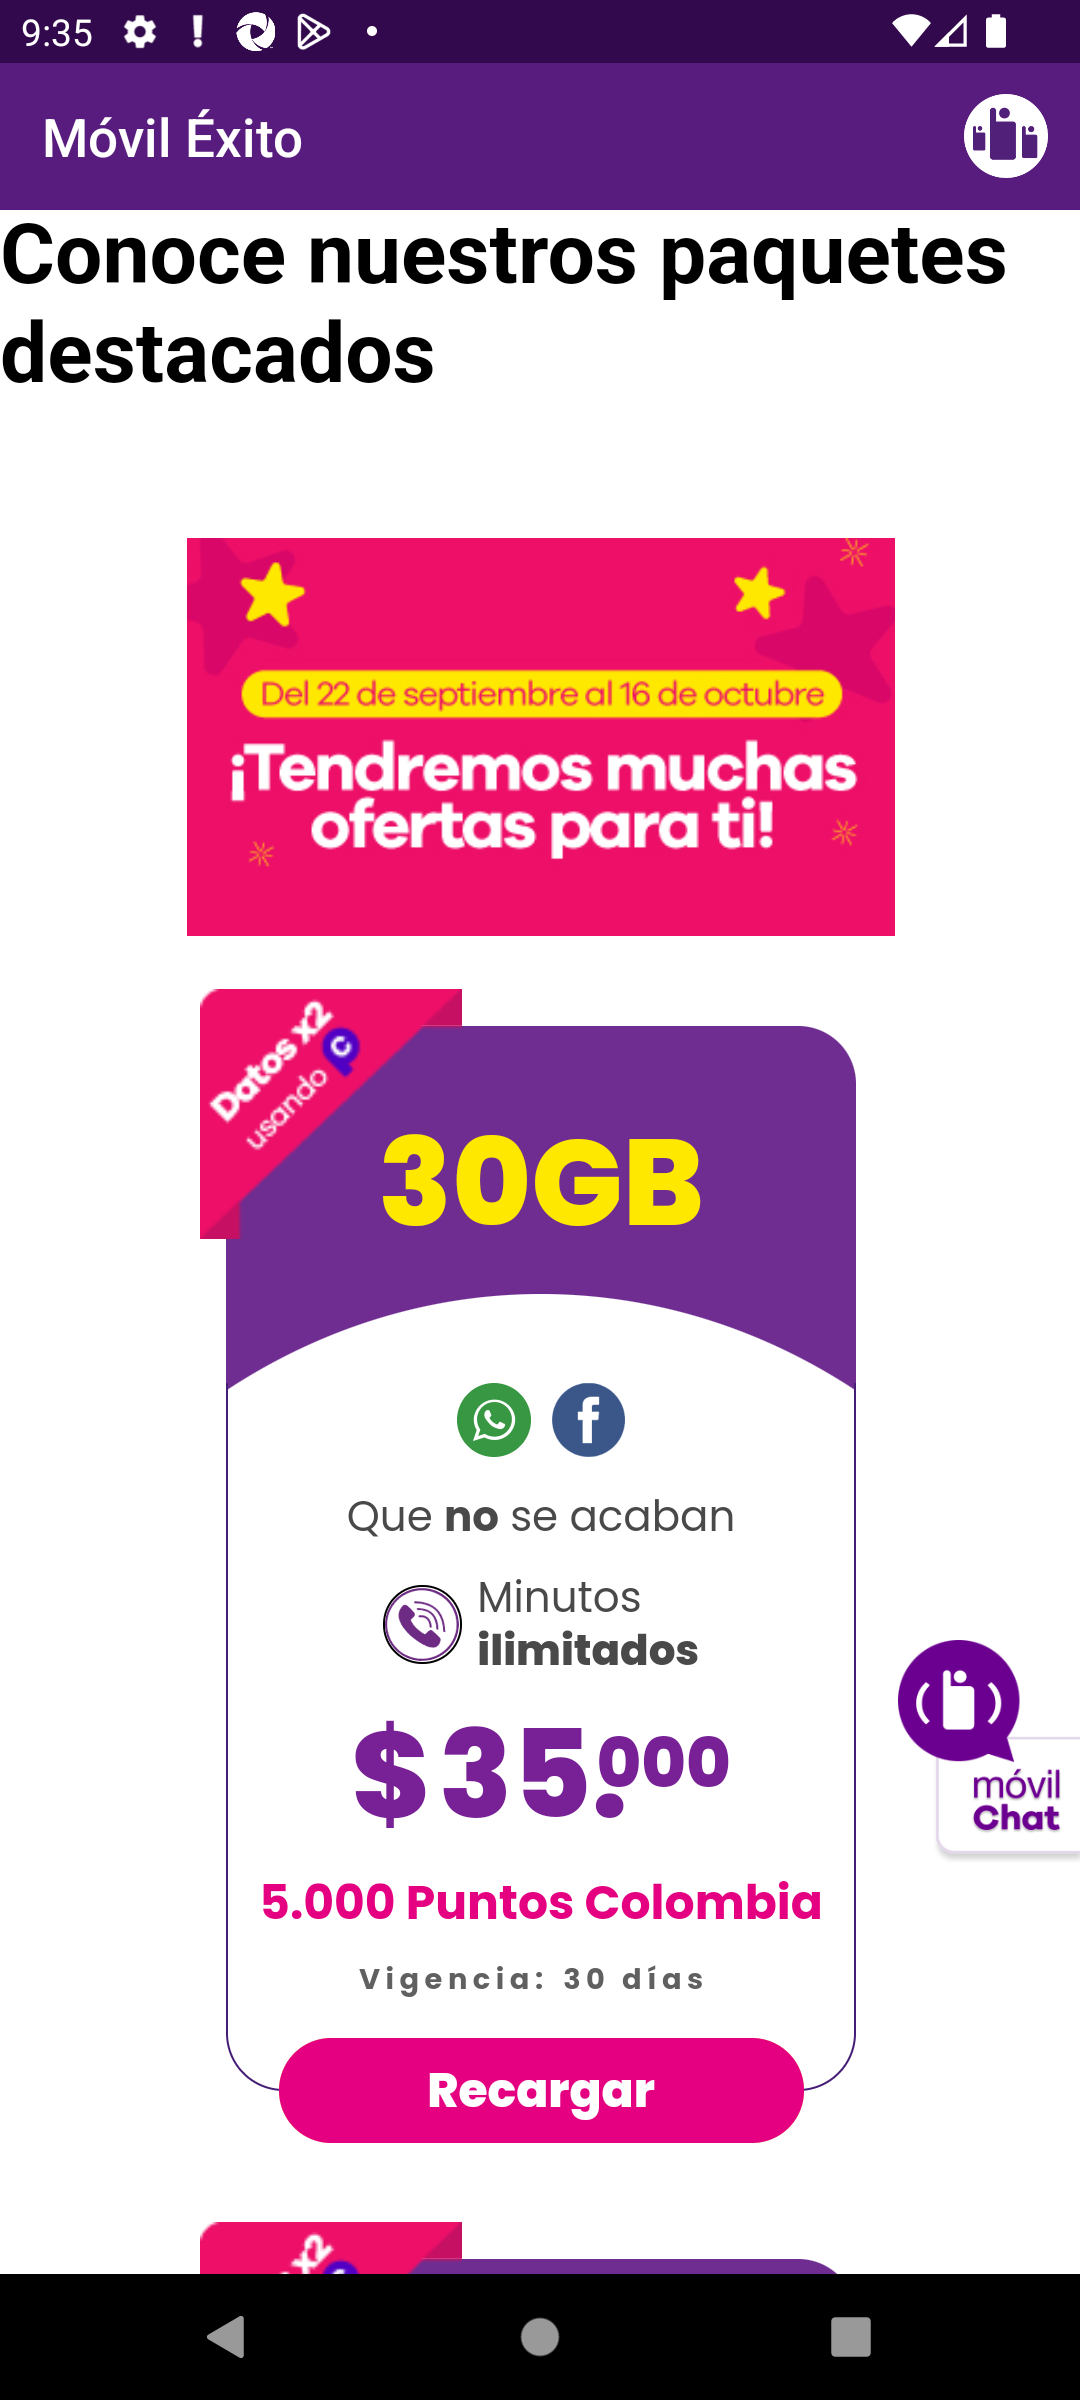 9:35
Móvil Éxito
Conoce nuestros paquetes
destacados
Del 22 de septiembre al 16 de octubre
¡Tendremos muchas
ofertas para ti!
Datos x2
usando
30GB
Que no se acaban
Minutos
ilimitados
$35.000
5.000 Puntos Colombia
Vigencia: 30 días
móvil
Chat
Recargar
x2